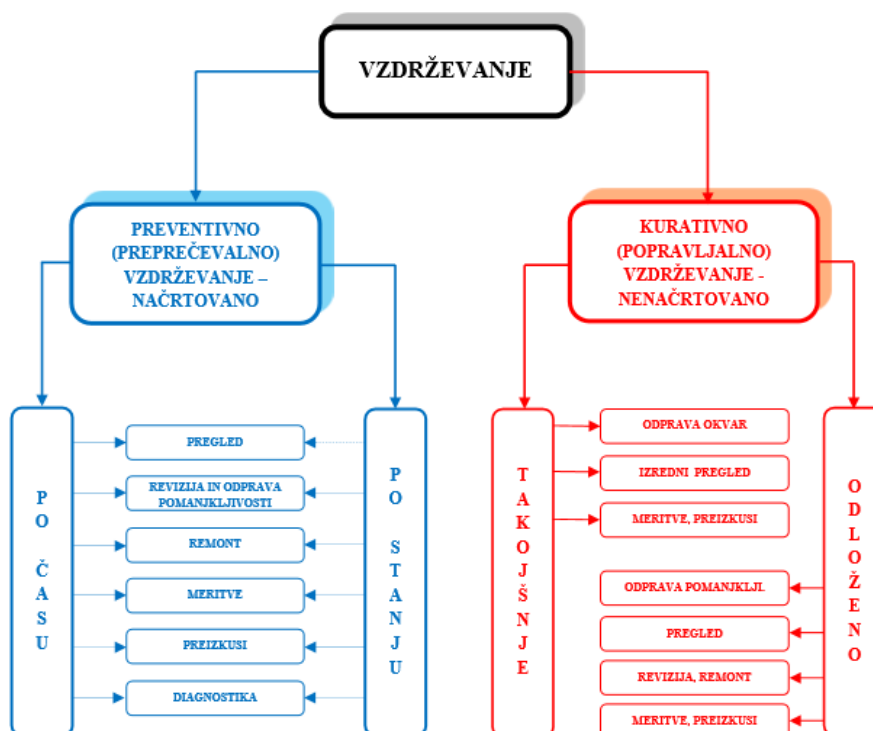 VZDRŽEVANJE
PREVENTIVNO
(PREPREČEVALNO)
VZDRŽEVANJE –
NAČRTOVANO
KURATIVNO
(POPRAVLJALNO)
VZDRŽEVANJE -
NENAČRTOVANO
PO ČASU
PREGLED
REVIZIJA IN ODPRAVA
POMANJKLJIVOSTI
REMONT
MERITVE
PREIZKUSI
DIAGNOSTIKA
PO STANJU
TAKOJŠNJE
ODPRAVA OKVAR
IZREDNI PREGLED
MERITVE, PREIZKUSI
ODPRAVA POMANJKLJI.
PREGLED
REVIZIJA, REMONT
MERITVE, PREIZKUSI
ODLOŽENO